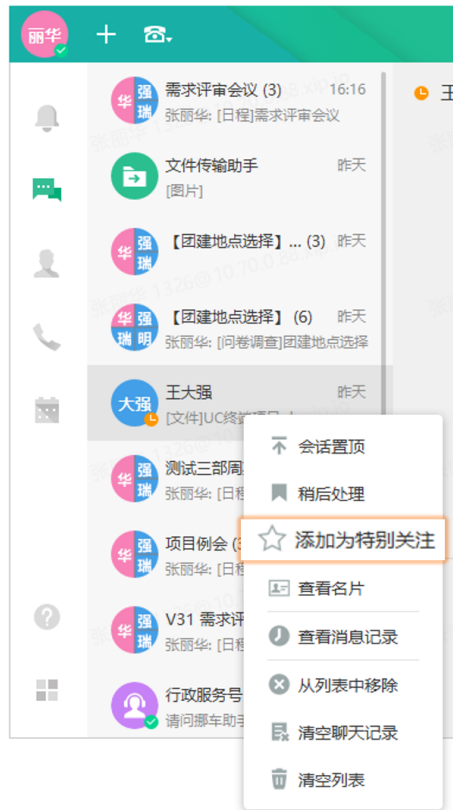 丽华
华 强 瑞 需求评审会议 (3) 16:16
张丽华: [日程]需求评审会议
文件传输助手 昨天
[图片]
华 强 瑞 【团建地点选择】... (3) 昨天
华 强 瑞 明 【团建地点选择】 (6) 昨天
张丽华: [问卷调查]团建地点选择
大强 王大强 昨天
[文件]UC终端项目
会话置顶
华 强 瑞 测试三部周
张丽华: [日程
稍后处理
添加为特别关注
华 强 瑞 项目例会 (3
张丽华: [日程
查看名片
华 强 瑞 V31 需求评
张丽华: [日程
查看消息记录
从列表中移除
行政服务号
请问挪车助手
清空聊天记录
清空列表